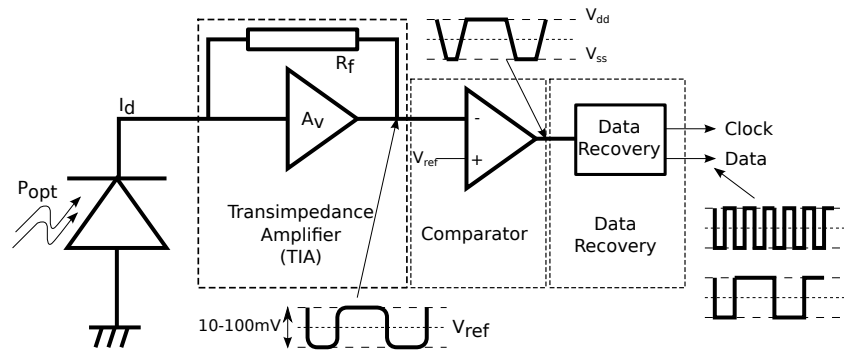 V_dd
V_ss
R_f
I_d
A_v
-
+
V_ref
Data
Recovery
Clock
Data
P_opt
Transimpedance
Amplifier
(TIA)
Comparator
Data
Recovery
10-100mV
V_ref